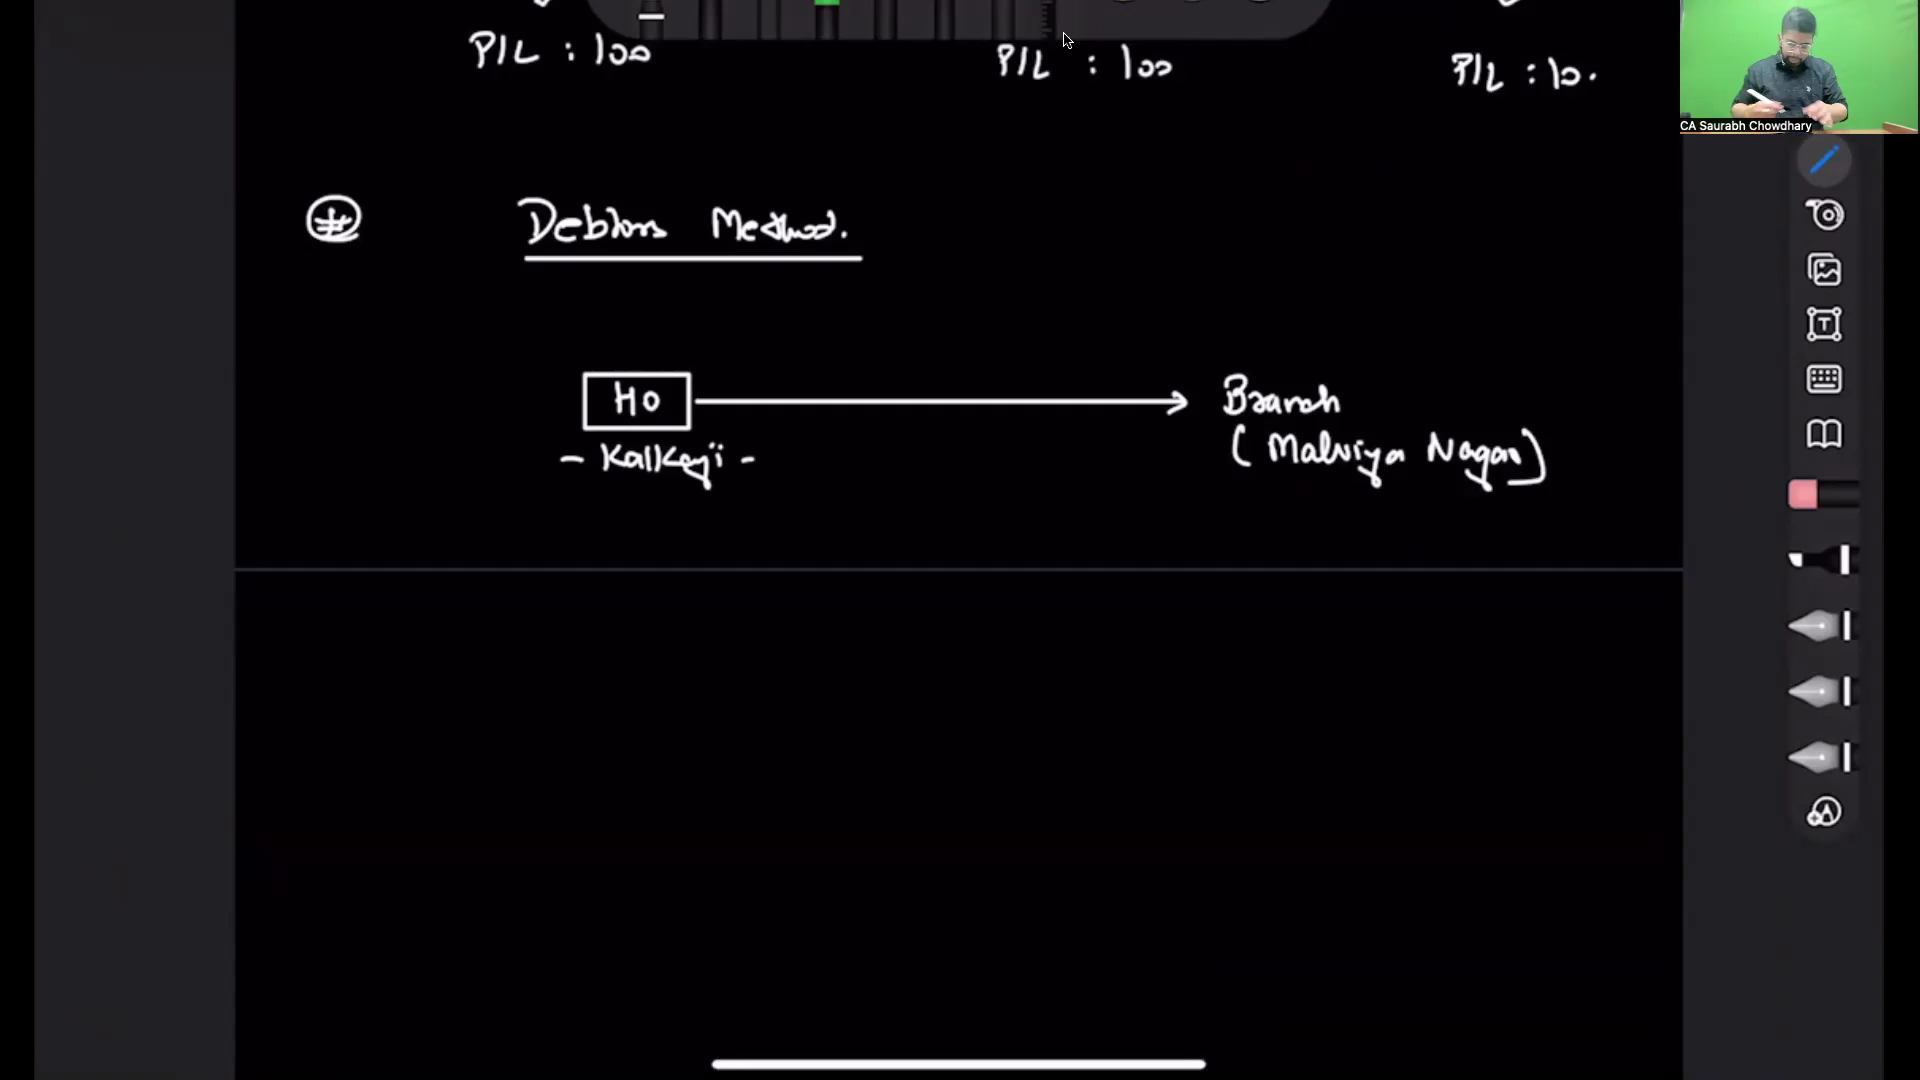 P/L : 100 P/L : 100 P/L : 10.
CA Saurabh Chowdhary
# Debtors Method.
HO Branch
- Kalkaji - (Malviya Nagar)